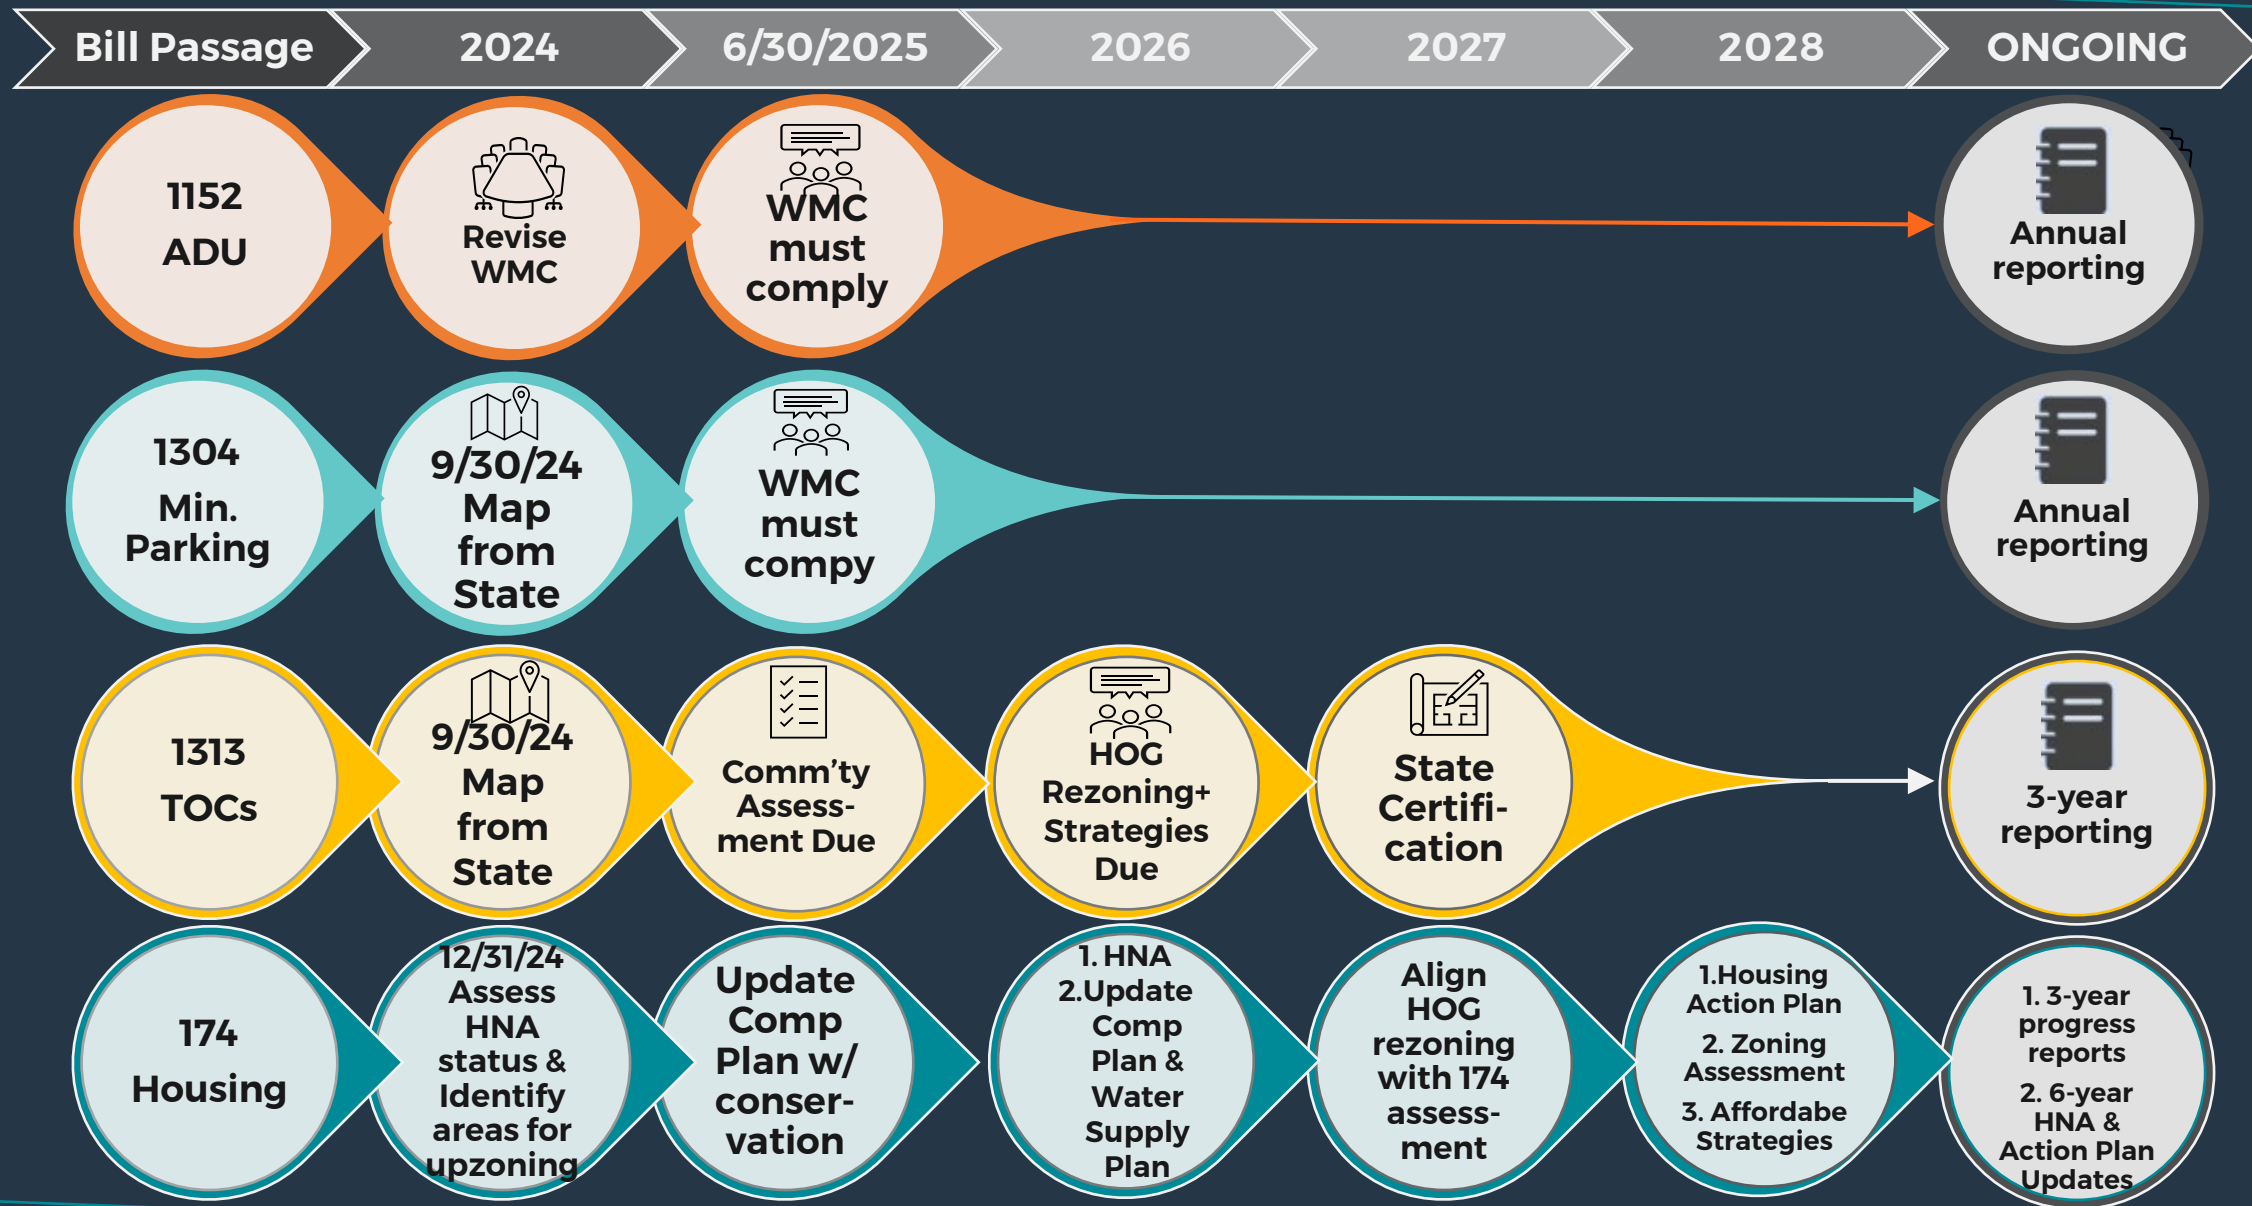 Bill Passage
2024
6/30/2025
2026
2027
2028
ONGOING
1152
ADU
Revise
WMC
WMC
must
comply
Annual
reporting
1304
Min.
Parking
9/30/24
Map
from
State
WMC
must
compy
Annual
reporting
1313
TOCs
9/30/24
Map
from
State
Comm'ty
Assess-
ment Due
HOG
Rezoning+
Strategies
Due
State
Certifi-
cation
3-year
reporting
174
Housing
12/31/24
Assess
HNA
status &
Identify
areas for
upzoning
Update
Comp
Plan w/
conser-
vation
1. HNA
2.Update
Comp
Plan &
Water
Supply
Plan
Align
HOG
rezoning
with 174
assess-
ment
1.Housing
Action Plan
2. Zoning
Assessment
3. Affordabe
Strategies
1. 3-year
progress
reports
2. 6-year
HNA &
Action Plan
Updates